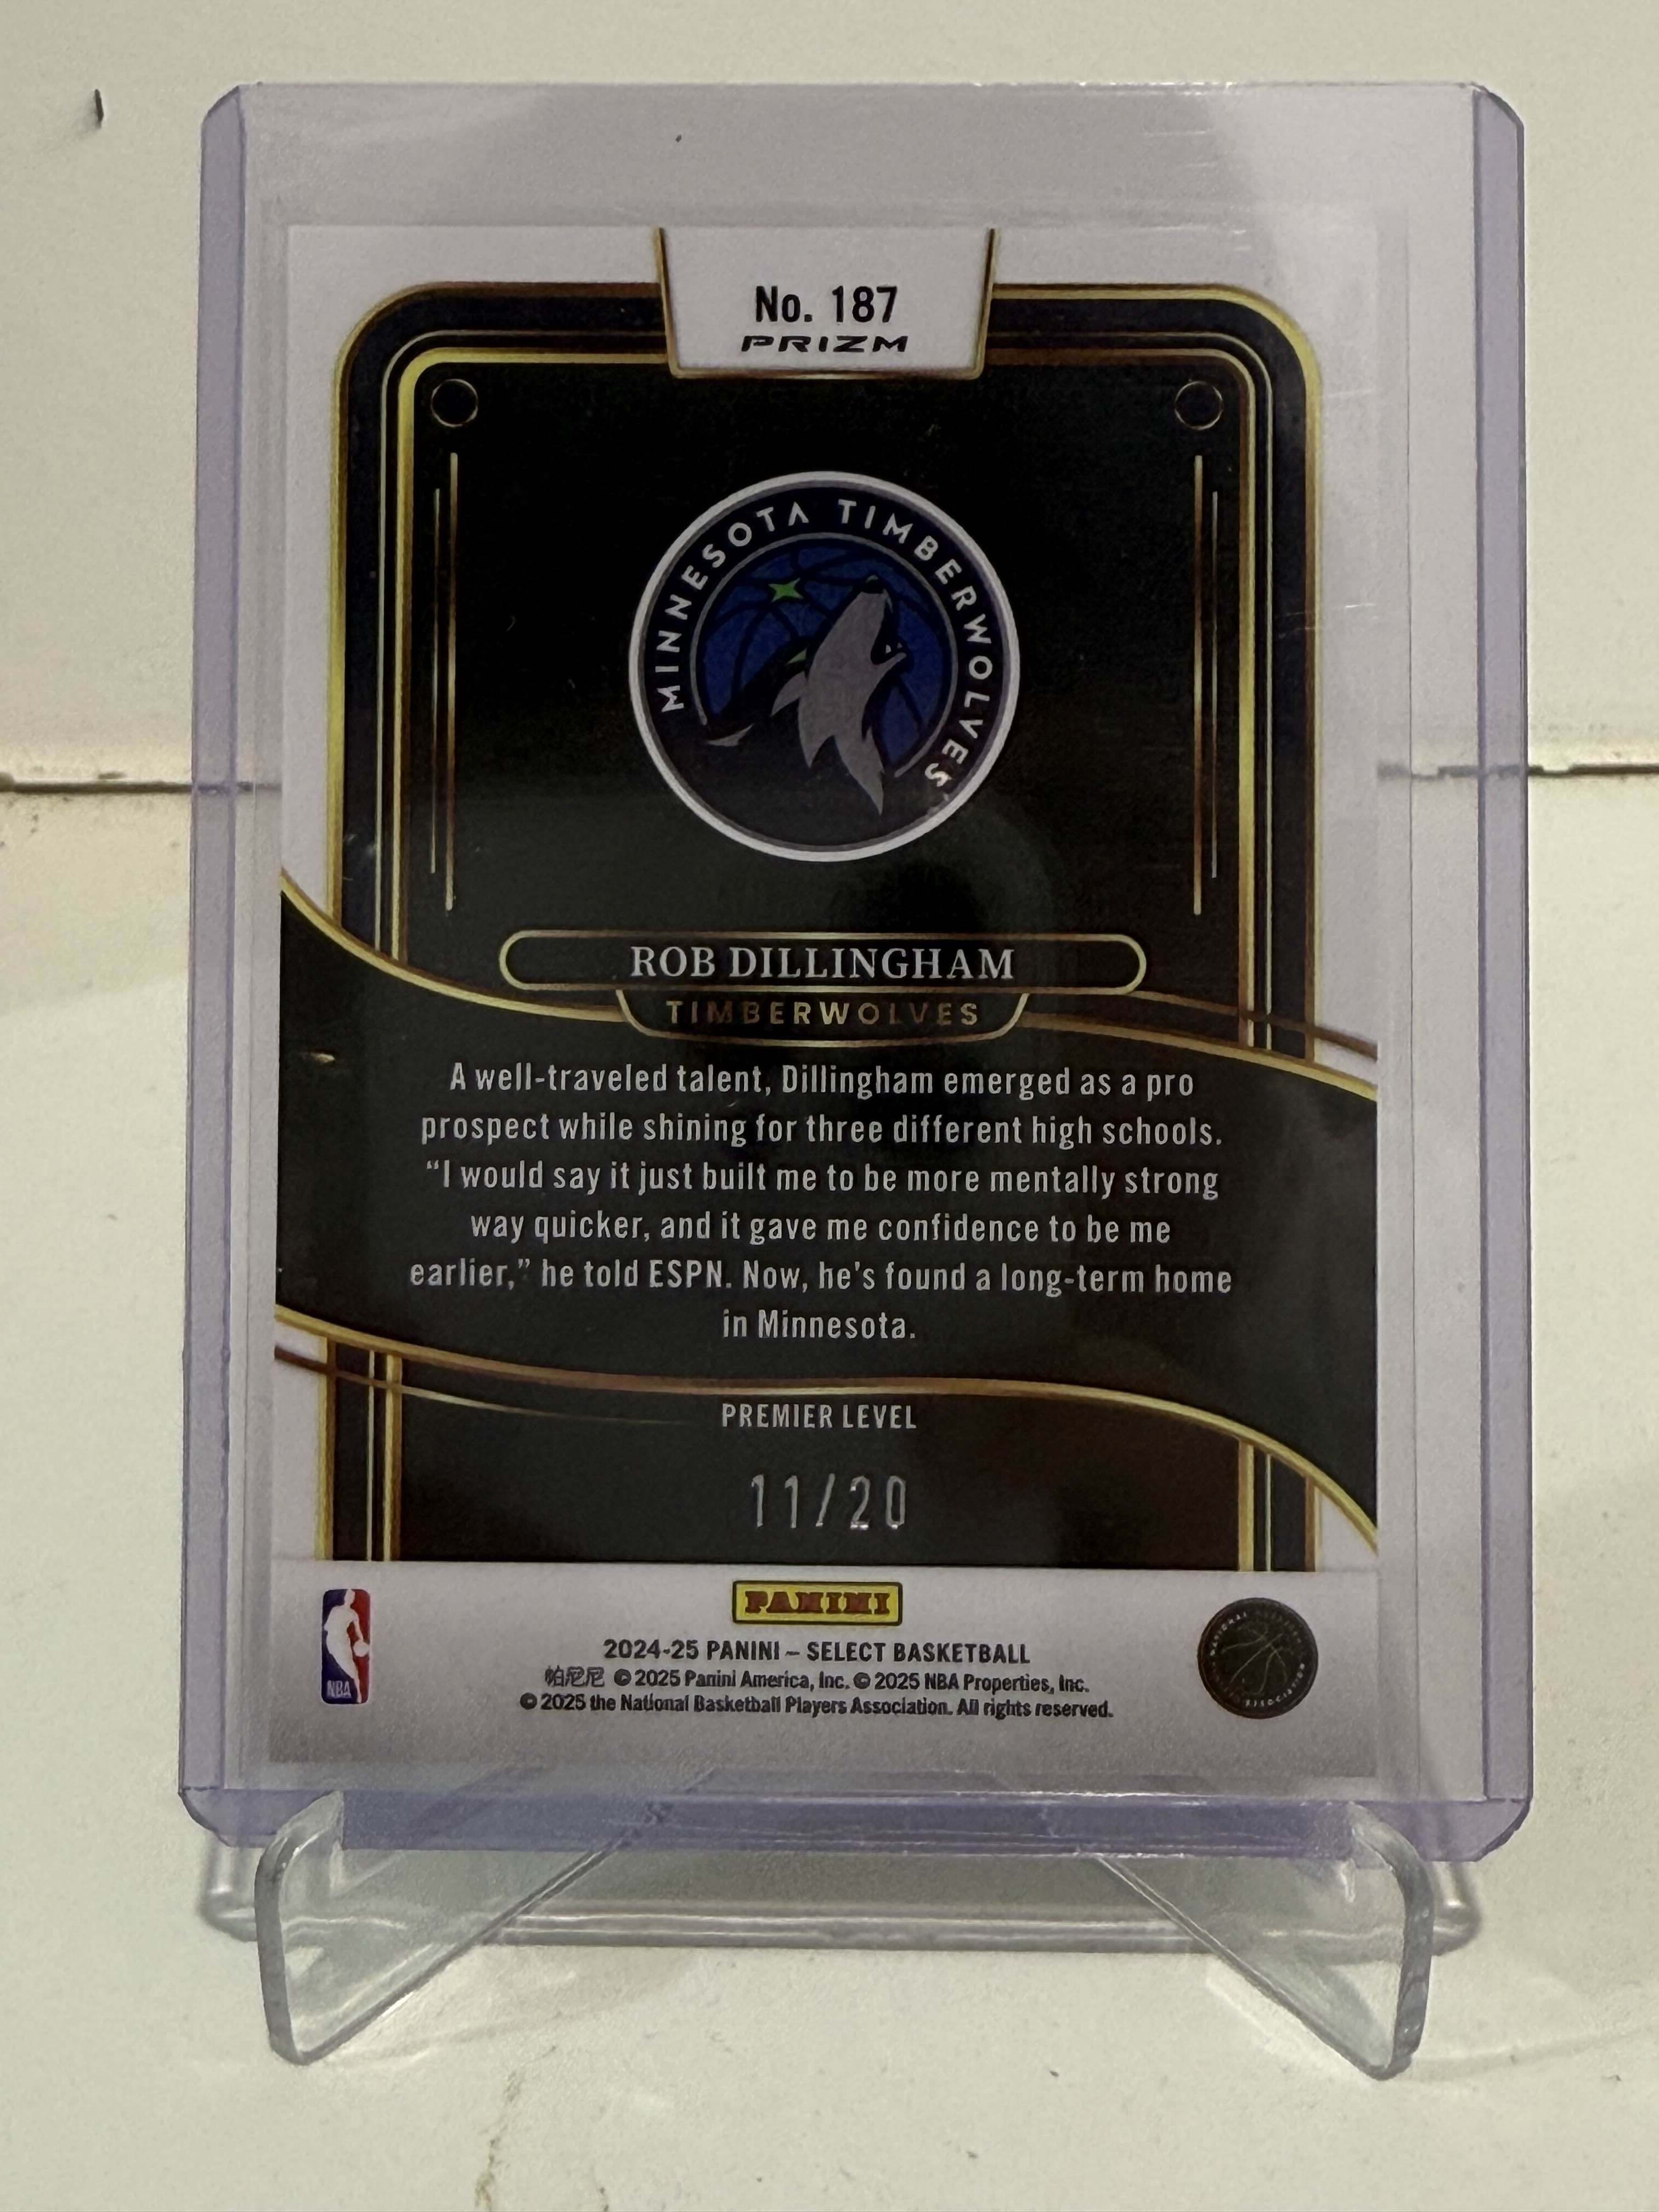 No. 187
PRIZM
MINNESOTA TIMBERWOLVES
ROB DILLINGHAM
TIMBERWOLVES
A well-traveled talent, Dillingham emerged as a pro
prospect while shining for three different high schools.
“I would say it just built me to be more mentally strong
way quicker, and it gave me confidence to be me
earlier,” he told ESPN. Now, he's found a long-term home
in Minnesota.
PREMIER LEVEL
11/20
PANINI
NBA
2024-25 PANINI – SELECT BASKETBALL
帕尼尼 © 2025 Panini America, Inc. © 2025 NBA Properties, Inc.
© 2025 the National Basketball Players Association. All rights reserved.